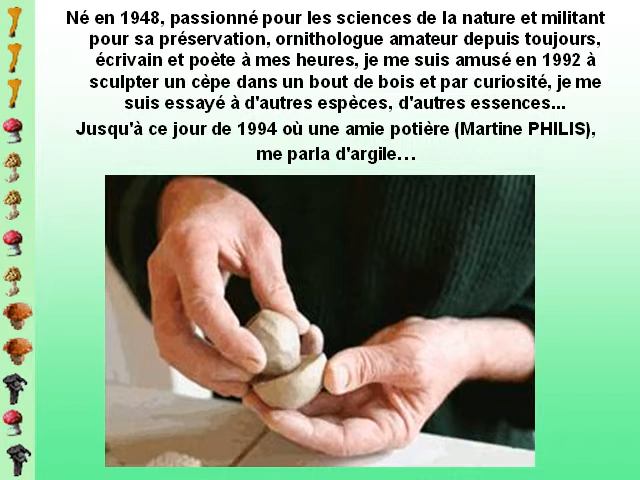 Né en 1948, passionné pour les sciences de la nature et militant
pour sa préservation, ornithologue amateur depuis toujours,
écrivain et poète à mes heures, je me suis amusé en 1992 à
sculpter un cèpe dans un bout de bois et par curiosité, je me
suis essayé à d'autres espèces, d'autres essences...
Jusqu'à ce jour de 1994 où une amie potière (Martine PHILIS),
me parla d'argile…